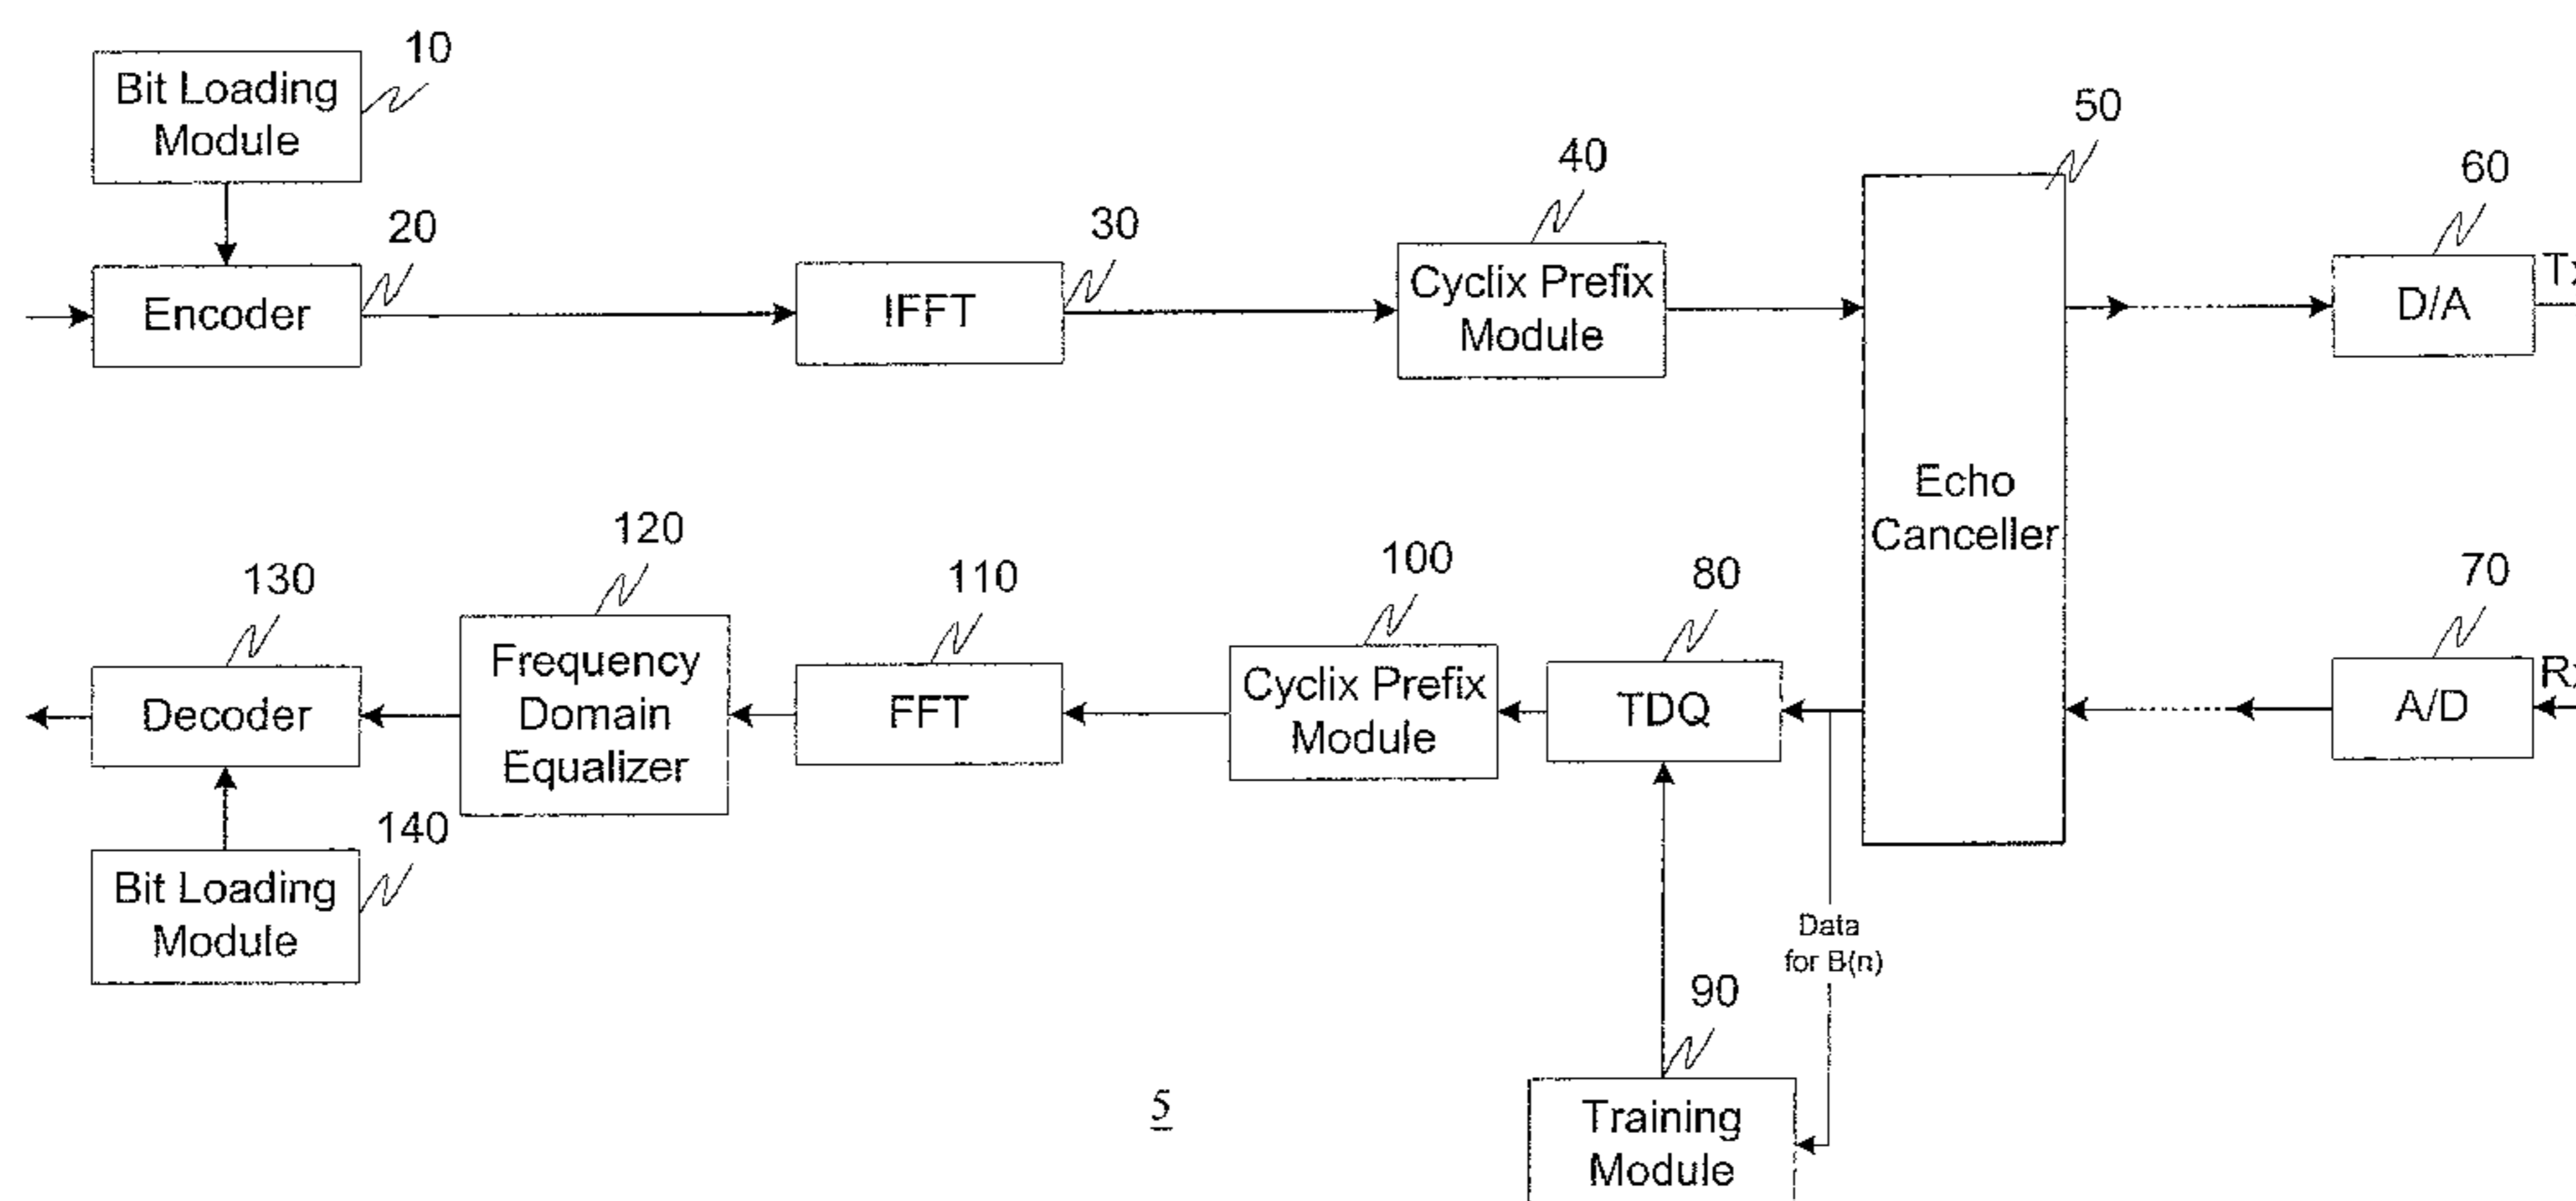 10
Bit Loading
Module
20
Encoder
30
IFFT
40
Cyclix Prefix
Module
50
Echo
Canceller
60
D/A
Tx
70
A/D
Rx
80
TDQ
100
Cyclix Prefix
Module
110
FFT
120
Frequency
Domain
Equalizer
130
Decoder
140
Bit Loading
Module
Data
for B(n)
90
Training
Module
5